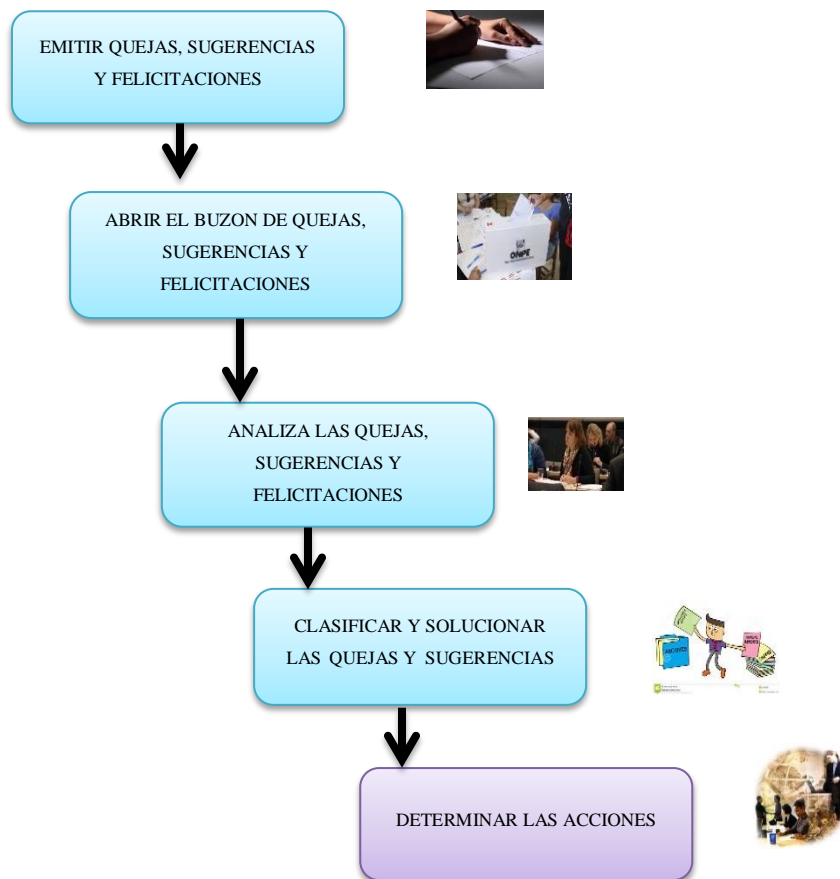 EMITIR QUEJAS, SUGERENCIAS
Y FELICITACIONES
ABRIR EL BUZON DE QUEJAS,
SUGERENCIAS Y
FELICITACIONES
ONPE
ANALIZA LAS QUEJAS,
SUGERENCIAS Y
FELICITACIONES
CLASIFICAR Y SOLUCIONAR
LAS QUEJAS Y SUGERENCIAS
DETERMINAR LAS ACCIONES